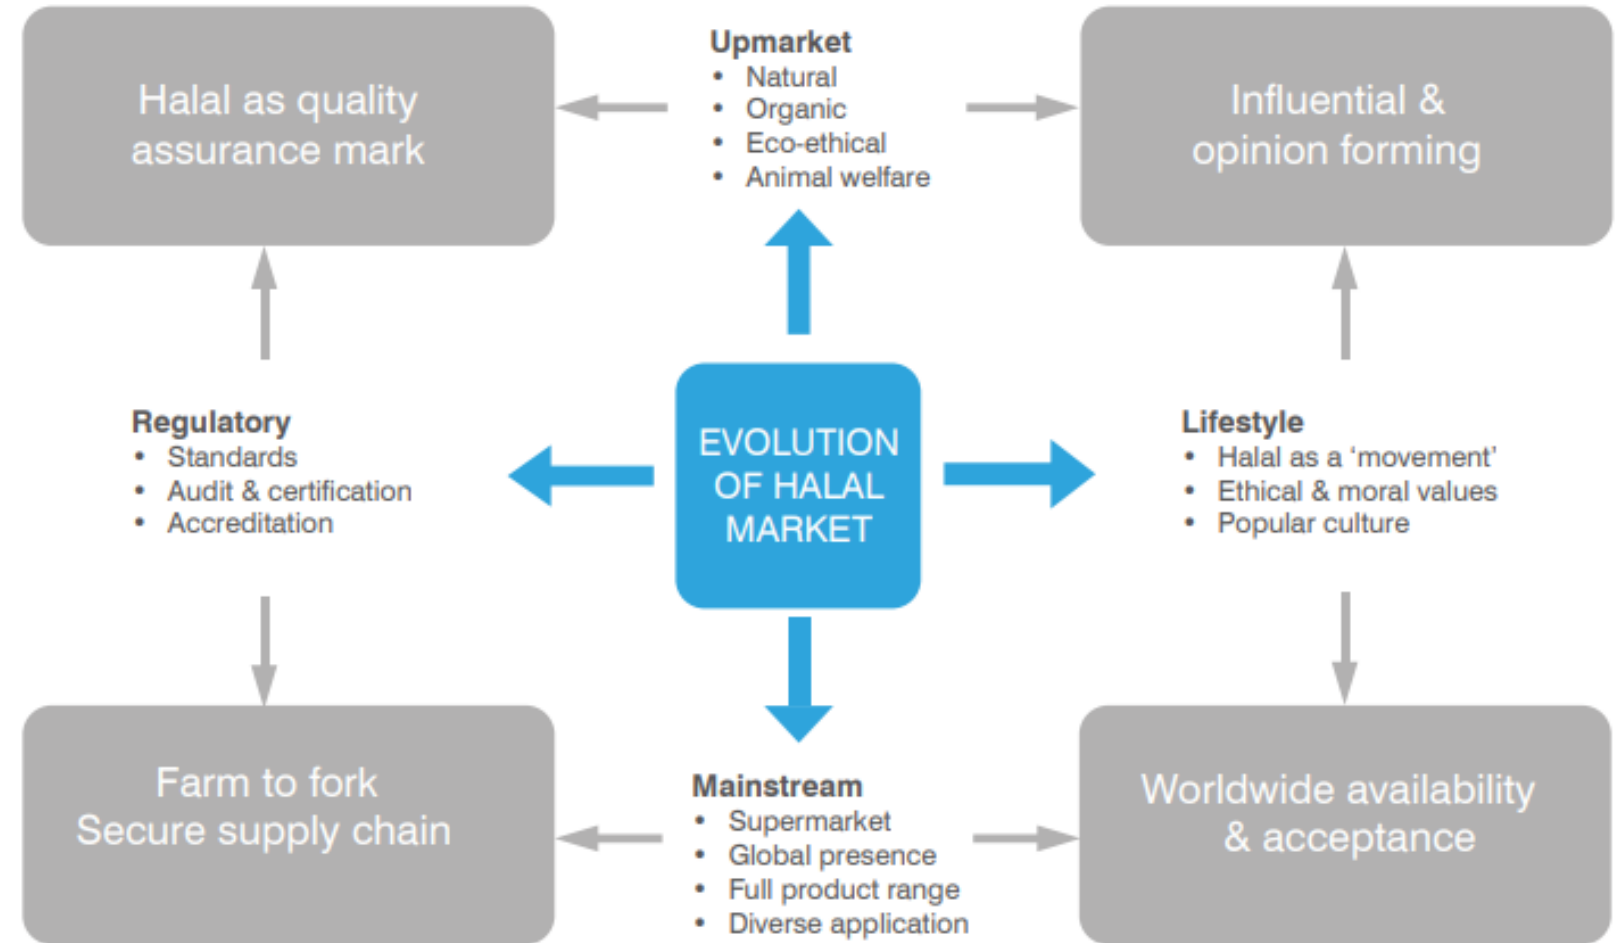 Halal as quality
assurance mark
Upmarket
• Natural
• Organic
• Eco-ethical
• Animal welfare
Influential &
opinion forming
Regulatory
• Standards
• Audit & certification
• Accreditation
EVOLUTION
OF HALAL
MARKET
Lifestyle
• Halal as a ‘movement’
• Ethical & moral values
• Popular culture
Farm to fork
Secure supply chain
Mainstream
• Supermarket
• Global presence
• Full product range
• Diverse application
Worldwide availability
& acceptance